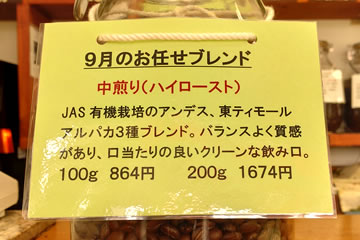 9月のお任せブレンド
中煎り(ハイロースト)
JAS有機栽培のアンデス、東ティモール
アルパカ3種ブレンド。バランスよく質感
があり、口当たりの良いクリーンな飲み口。
100g 864円 200g 1674円